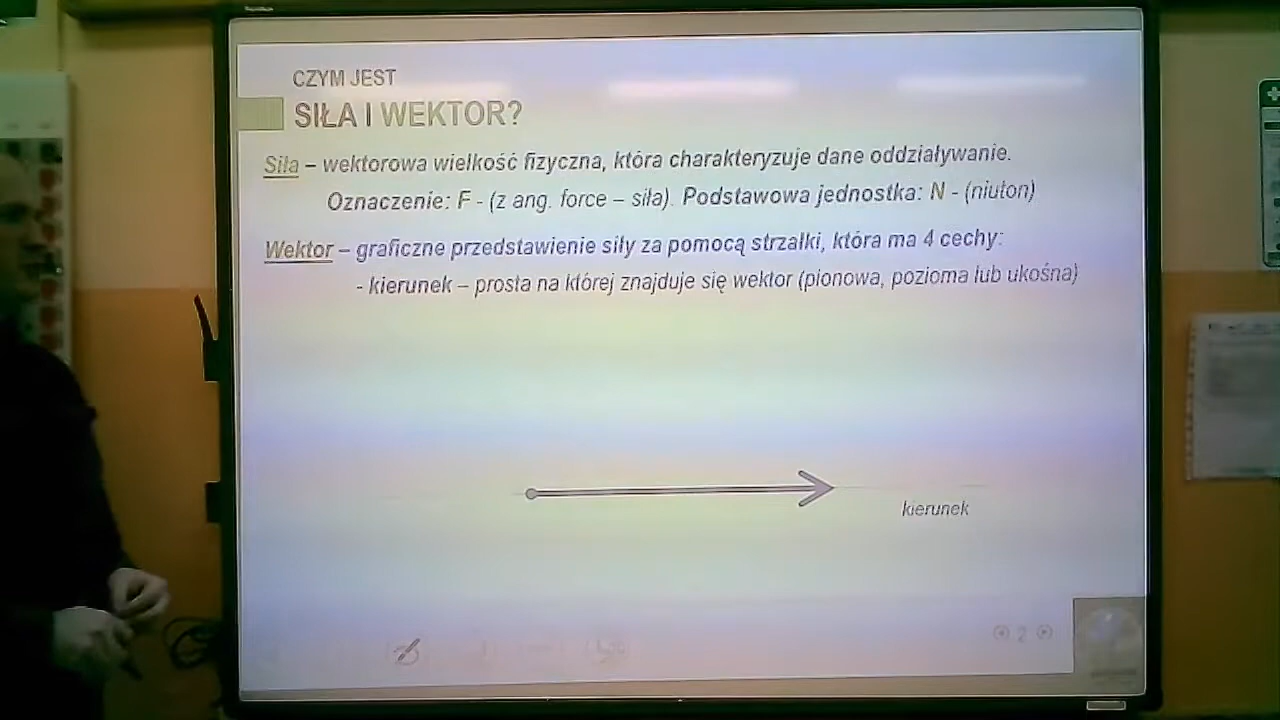 CZYM JEST
SIŁA I WEKTOR?
Siła – wektorowa wielkość fizyczna, która charakteryzuje dane oddziaływanie.
Oznaczenie: F - (z ang. force – siła). Podstawowa jednostka: N - (niuton)
Wektor – graficzne przedstawienie siły za pomocą strzałki, która ma 4 cechy:
- kierunek – prosta na której znajduje się wektor (pionowa, pozioma lub ukośna)
kierunek
2